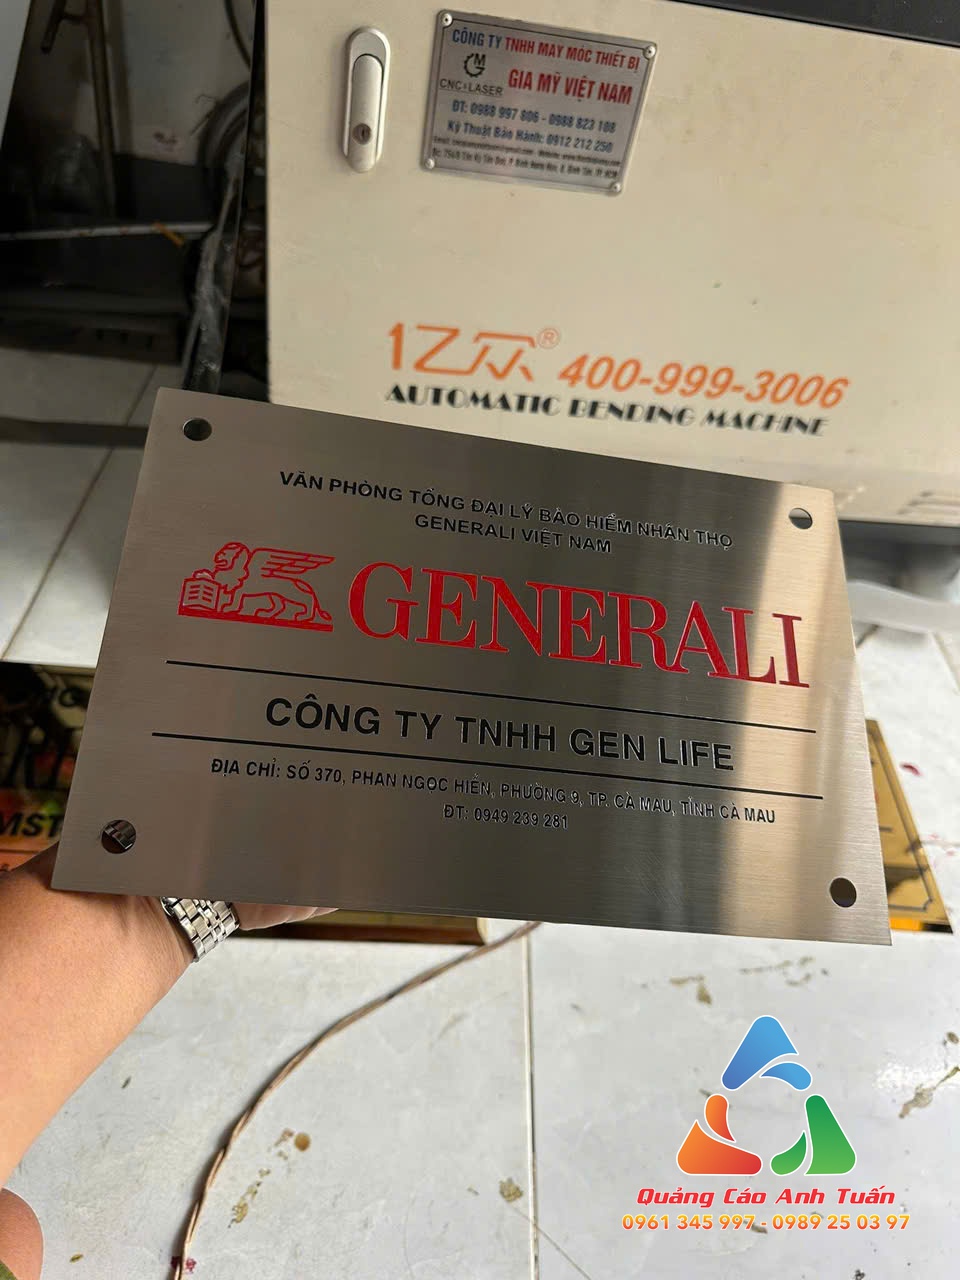 CÔNG TY TNHH MÁY MÓC THIẾT BỊ
GM
CNC+LASER
GIA MỸ VIỆT NAM
ĐT: 0988 997 806 - 0988 823 108
Kỹ Thuật Bảo Hành: 0912 212 250
亿众® 400-999-3006
AUTOMATIC BENDING MACHINE
VĂN PHÒNG TỔNG ĐẠI LÝ BẢO HIỂM NHÂN THỌ
GENERALI VIỆT NAM
GENERALI
CÔNG TY TNHH GEN LIFE
ĐỊA CHỈ: SỐ 370, PHAN NGỌC HIỂN, PHƯỜNG 9, TP. CÀ MAU, TỈNH CÀ MAU
ĐT: 0949 239 281
MST
Quảng Cáo Anh Tuấn
0961 345 997 - 0989 25 03 97